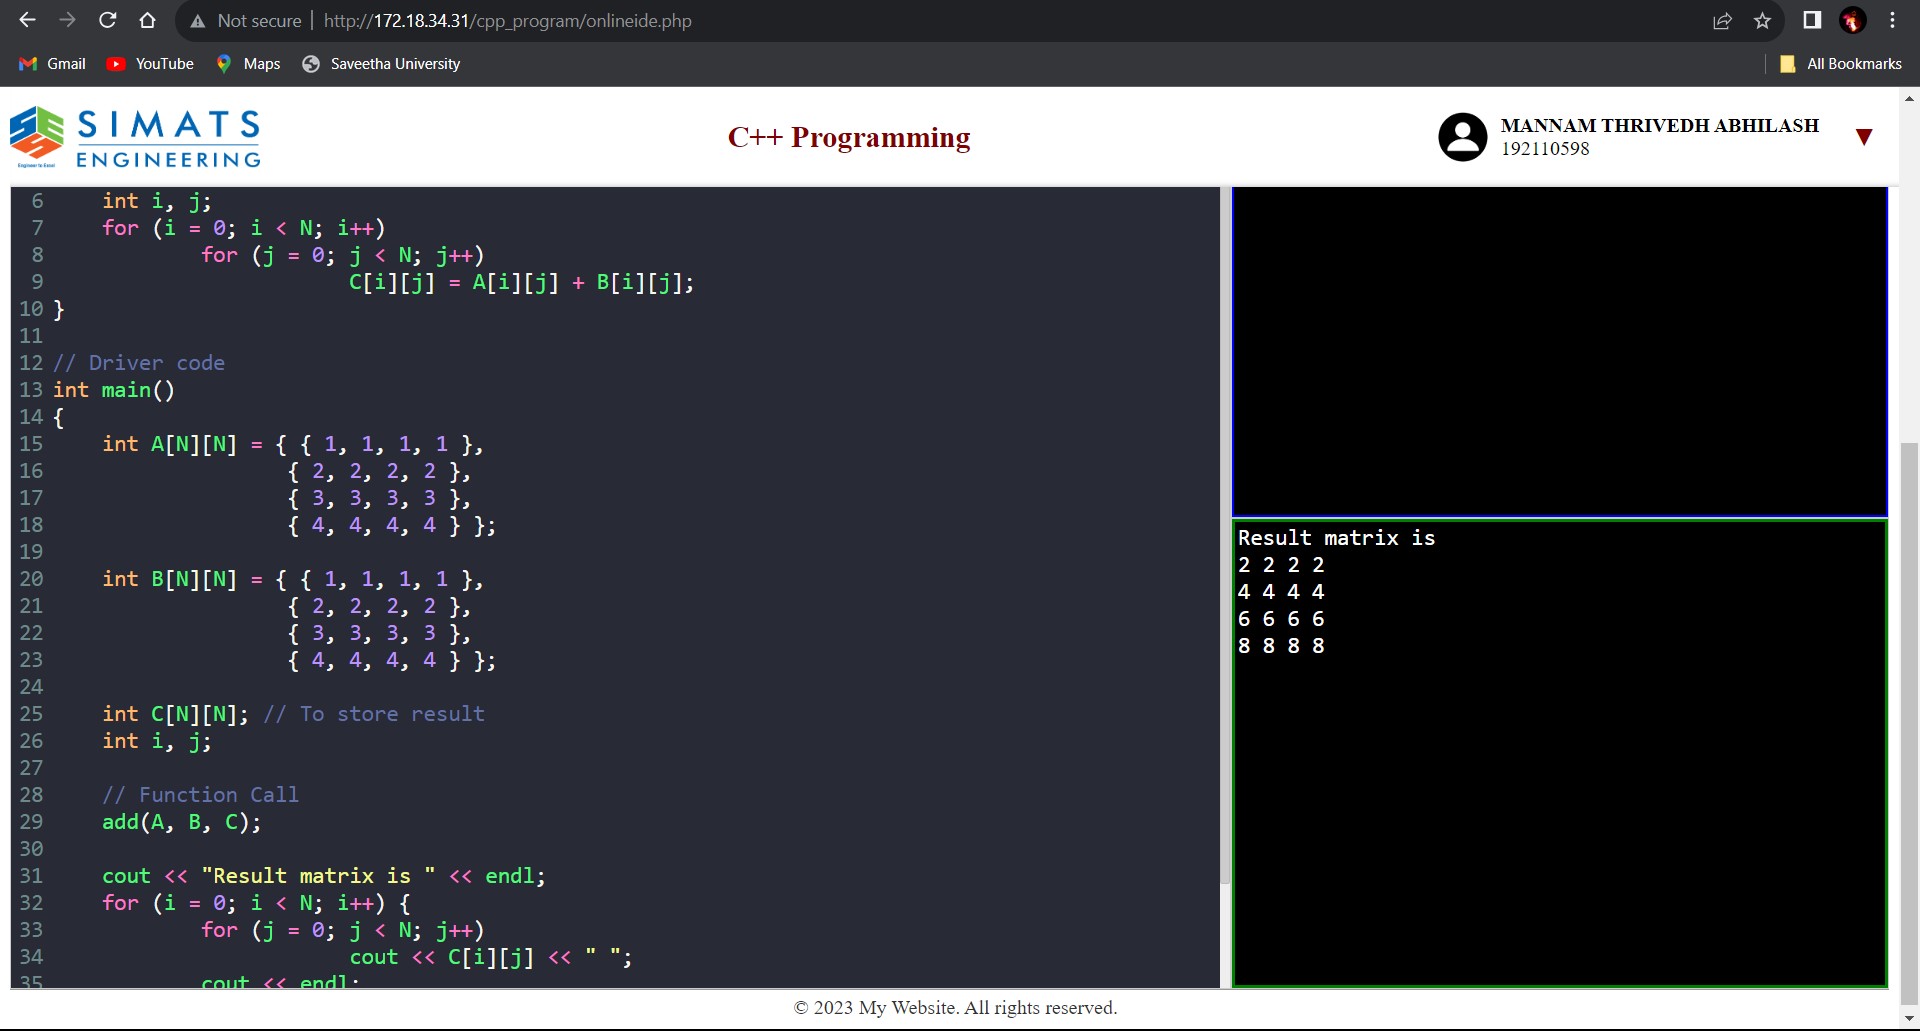 Not secure | http://172.18.34.31/cpp_program/onlineide.php
Gmail YouTube Maps Saveetha University All Bookmarks
SIMATS
ENGINEERING
Engineer to Excel
C++ Programming
MANNAM THRIVEDH ABHILASH
192110598
6     int i, j;
7     for (i = 0; i < N; i++)
8             for (j = 0; j < N; j++)
9                         C[i][j] = A[i][j] + B[i][j];
10 }
11
12 // Driver code
13 int main()
14 {
15     int A[N][N] = { { 1, 1, 1, 1 },
16                    { 2, 2, 2, 2 },
17                    { 3, 3, 3, 3 },
18                    { 4, 4, 4, 4 } };
19
20     int B[N][N] = { { 1, 1, 1, 1 },
21                    { 2, 2, 2, 2 },
22                    { 3, 3, 3, 3 },
23                    { 4, 4, 4, 4 } };
24
25     int C[N][N]; // To store result
26     int i, j;
27
28     // Function Call
29     add(A, B, C);
30
31     cout << "Result matrix is " << endl;
32     for (i = 0; i < N; i++) {
33             for (j = 0; j < N; j++)
34                         cout << C[i][j] << " ";
35             cout << endl;
Result matrix is
2 2 2 2
4 4 4 4
6 6 6 6
8 8 8 8
© 2023 My Website. All rights reserved.